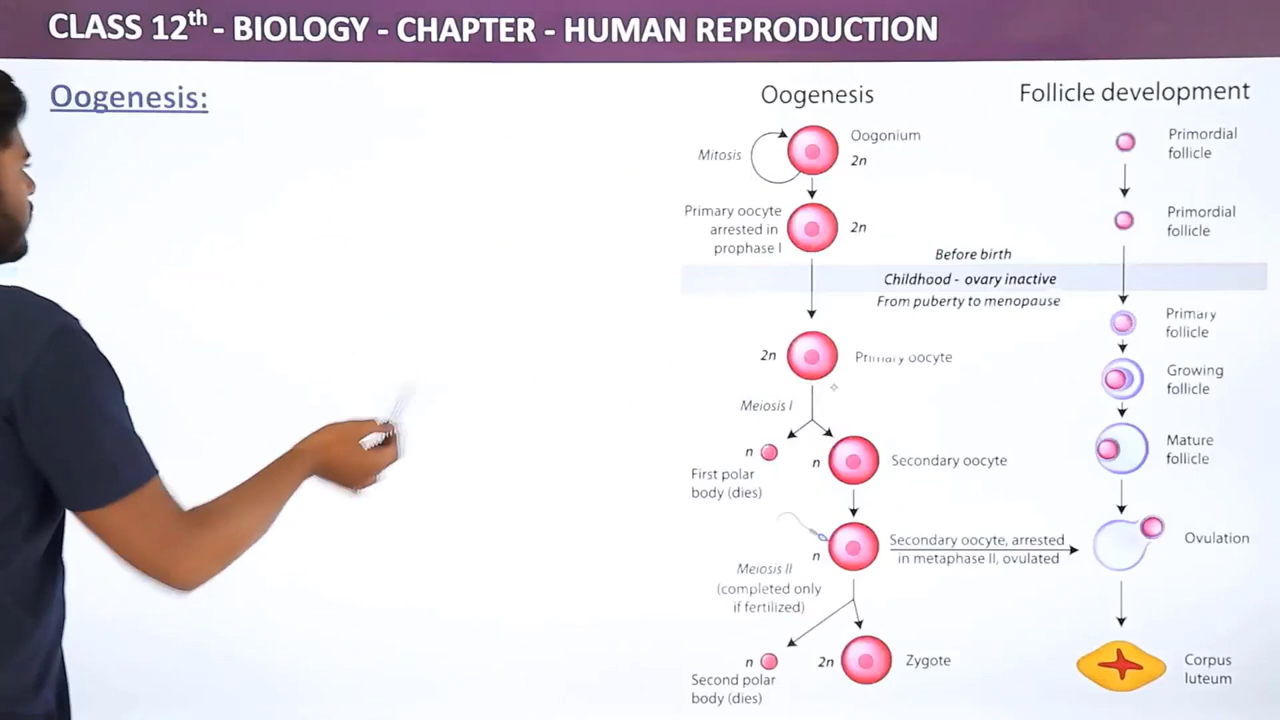 CLASS 12th - BIOLOGY - CHAPTER - HUMAN REPRODUCTION
Oogenesis:
Oogenesis
Mitosis
Oogonium
2n
Primary oocyte
arrested in
prophase I
2n
Before birth
Childhood - ovary inactive
From puberty to menopause
2n
Primary oocyte
Meiosis I
n
First polar
body (dies)
n
Secondary oocyte
n
Secondary oocyte, arrested
in metaphase II, ovulated
Meiosis II
(completed only
if fertilized)
n
Second polar
body (dies)
2n
Zygote
Follicle development
Primordial
follicle
Primordial
follicle
Primary
follicle
Growing
follicle
Mature
follicle
Ovulation
Corpus
luteum